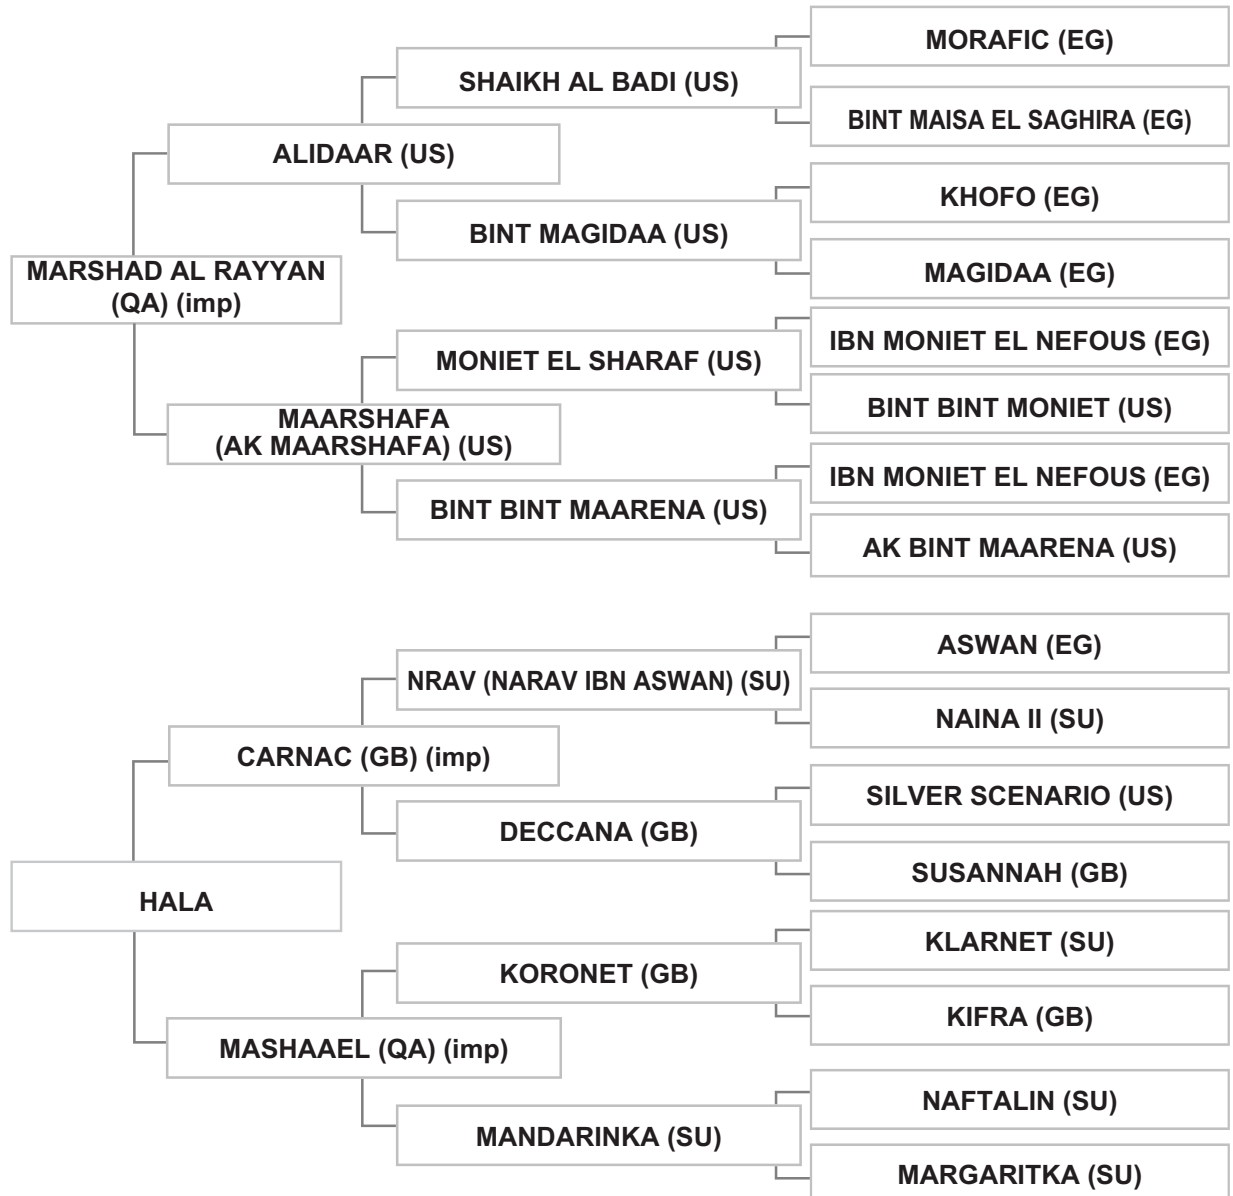 MORAFIC (EG)
SHAIKH AL BADI (US)
BINT MAISA EL SAGHIRA (EG)
ALIDAAR (US)
KHOFO (EG)
BINT MAGIDAA (US)
MAGIDAA (EG)
MARSHAD AL RAYYAN
(QA) (imp)
IBN MONIET EL NEFOUS (EG)
MONIET EL SHARAF (US)
BINT BINT MONIET (US)
MAARSHAFA
(AK MAARSHAFA) (US)
IBN MONIET EL NEFOUS (EG)
BINT BINT MAARENA (US)
AK BINT MAARENA (US)
ASWAN (EG)
NRAV (NARAV IBN ASWAN) (SU)
NAINA II (SU)
CARNAC (GB) (imp)
SILVER SCENARIO (US)
DECCANA (GB)
SUSANNAH (GB)
HALA
KLARNET (SU)
KORONET (GB)
KIFRA (GB)
MASHAAEL (QA) (imp)
NAFTALIN (SU)
MANDARINKA (SU)
MARGARITKA (SU)